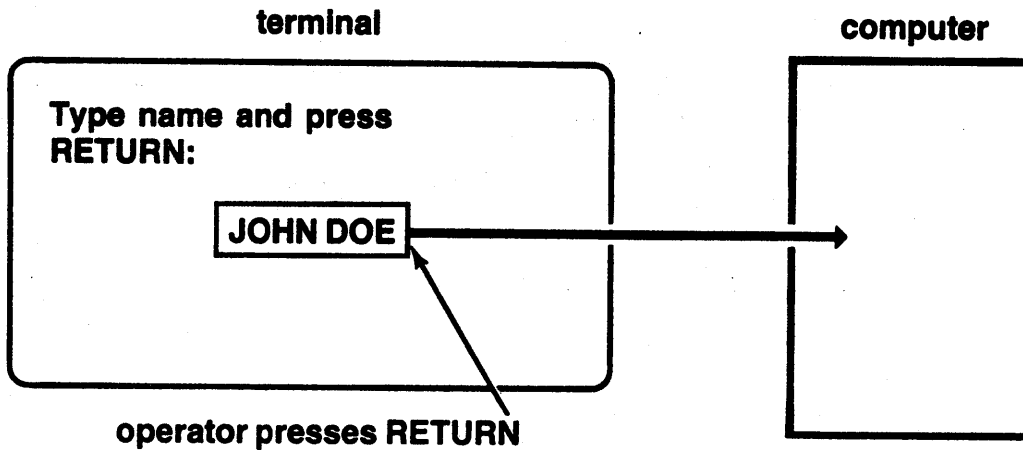 terminal
computer
Type name and press
RETURN:
JOHN DOE
operator presses RETURN